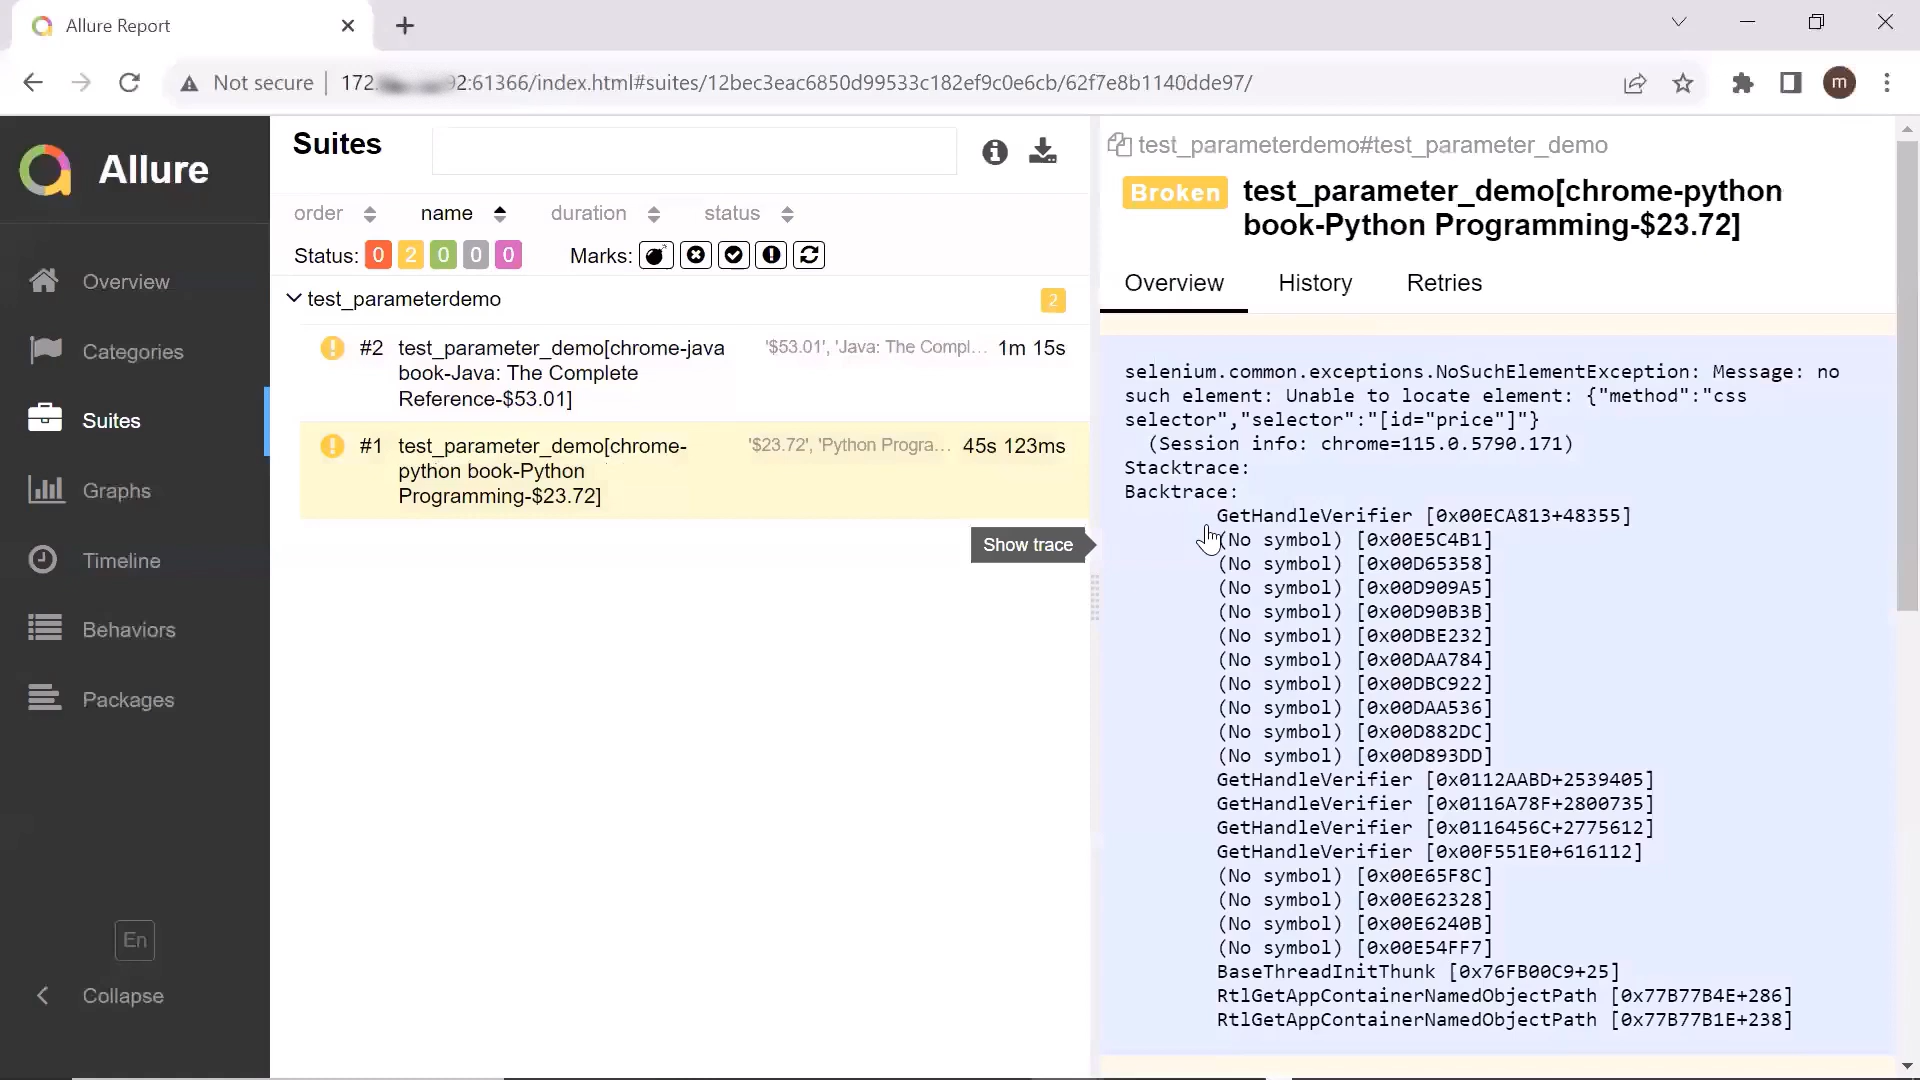 Allure Report
Not secure
172
92:61366/index.html#suites/12bec3eac6850d99533c182ef9c0e6cb/62f7e8b1140dde97/
m
Allure
Overview
Categories
Suites
Graphs
Timeline
Behaviors
Packages
En
Collapse
Suites
order name duration status
Status: 0 2 0 0 0 Marks:
test_parameterdemo 2
#2 test_parameter_demo[chrome-java '$53.01', 'Java: The Compl... 1m 15s
book-Java: The Complete
Reference-$53.01]
#1 test_parameter_demo[chrome- '$23.72', 'Python Progra... 45s 123ms
python book-Python
Programming-$23.72]
Show trace
test_parameterdemo#test_parameter_demo
Broken test_parameter_demo[chrome-python
book-Python Programming-$23.72]
Overview History Retries
selenium.common.exceptions.NoSuchElementException: Message: no
such element: Unable to locate element: {"method":"css
selector","selector":"[id="price"]"}
(Session info: chrome=115.0.5790.171)
Stacktrace:
Backtrace:
GetHandleVerifier [0x00ECA813+48355]
(No symbol) [0x00E5C4B1]
(No symbol) [0x00D65358]
(No symbol) [0x00D909A5]
(No symbol) [0x00D90B3B]
(No symbol) [0x00DBE232]
(No symbol) [0x00DAA784]
(No symbol) [0x00DBC922]
(No symbol) [0x00DAA536]
(No symbol) [0x00D882DC]
(No symbol) [0x00D893DD]
GetHandleVerifier [0x0112AABD+2539405]
GetHandleVerifier [0x0116A78F+2800735]
GetHandleVerifier [0x0116456C+2775612]
GetHandleVerifier [0x00F551E0+616112]
(No symbol) [0x00E65F8C]
(No symbol) [0x00E62328]
(No symbol) [0x00E6240B]
(No symbol) [0x00E54FF7]
BaseThreadInitThunk [0x76FB00C9+25]
RtlGetAppContainerNamedObjectPath [0x77B77B4E+286]
RtlGetAppContainerNamedObjectPath [0x77B77B1E+238]